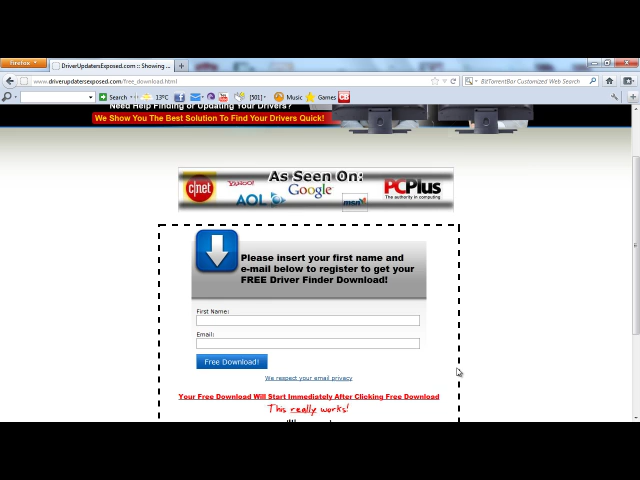 Firefox
DriverUpdatersExposed.com :: Showing ...
www.driverupdatersexposed.com/free_download.html
BitTorrentBar Customized Web Search
Search
13°C
[501]
Music
Games
Need Help Finding or Updating Your Drivers?
We Show You The Best Solution To Find Your Drivers Quick!
As Seen On:
c|net
YAHOO!
AOL
Google
msn
PCPlus
The authority in computing
Please insert your first name and
e-mail below to register to get your
FREE Driver Finder Download!
First Name:
Email:
Free Download!
We respect your email privacy
Your Free Download Will Start Immediately After Clicking Free Download
This really works!